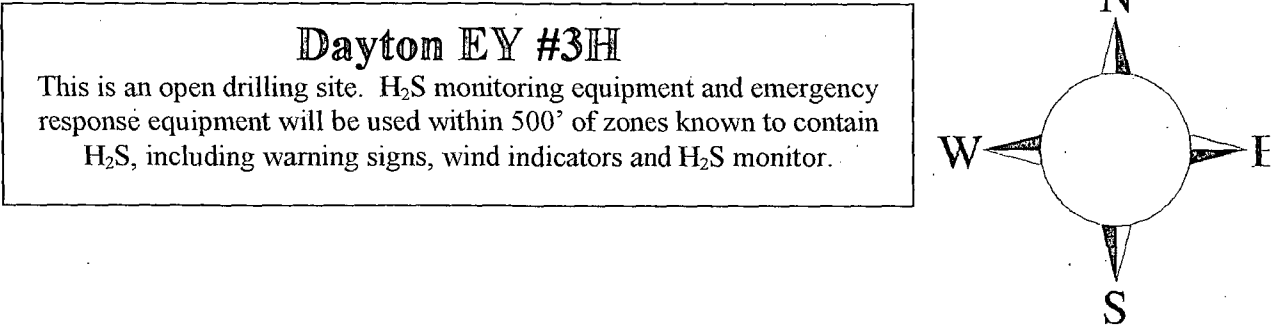 Dayton EY #3H
This is an open drilling site. H₂S monitoring equipment and emergency
response equipment will be used within 500' of zones known to contain
H₂S, including warning signs, wind indicators and H₂S monitor.
N
W
E
S